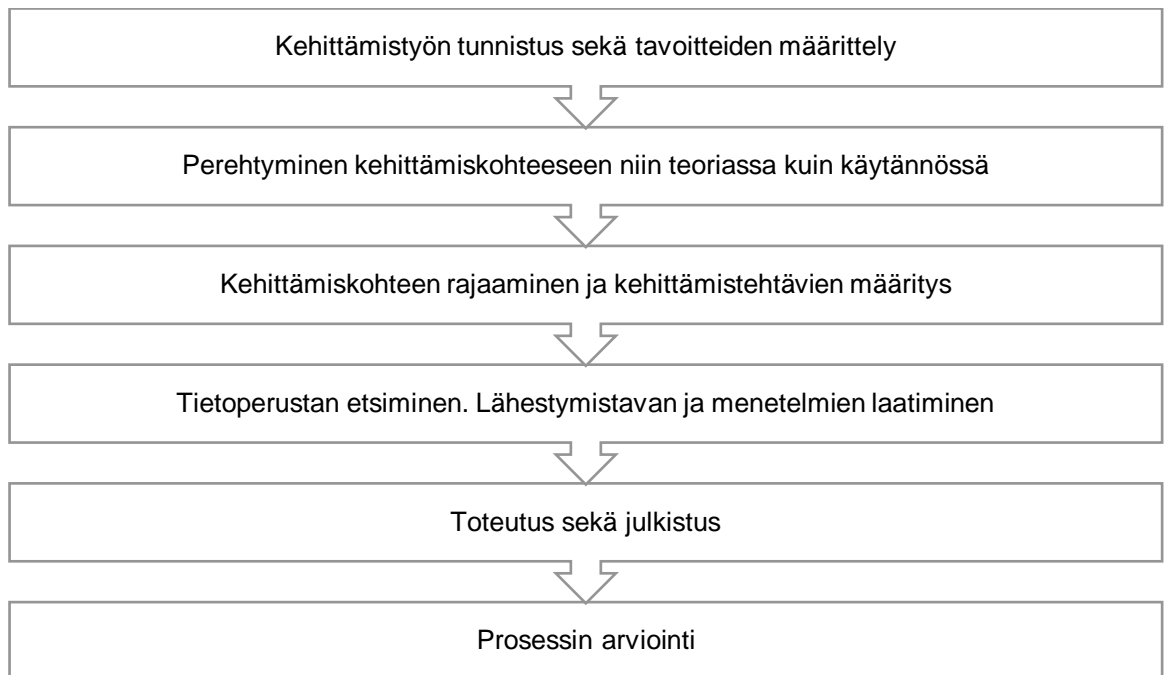 Kehittämistyön tunnistus sekä tavoitteiden määrittely
Perehtyminen kehittämiskohteeseen niin teoriassa kuin käytännössä
Kehittämiskohteen rajaaminen ja kehittämistehtävien määritys
Tietoperustan etsiminen. Lähestymistavan ja menetelmien laatiminen
Toteutus sekä julkistus
Prosessin arviointi